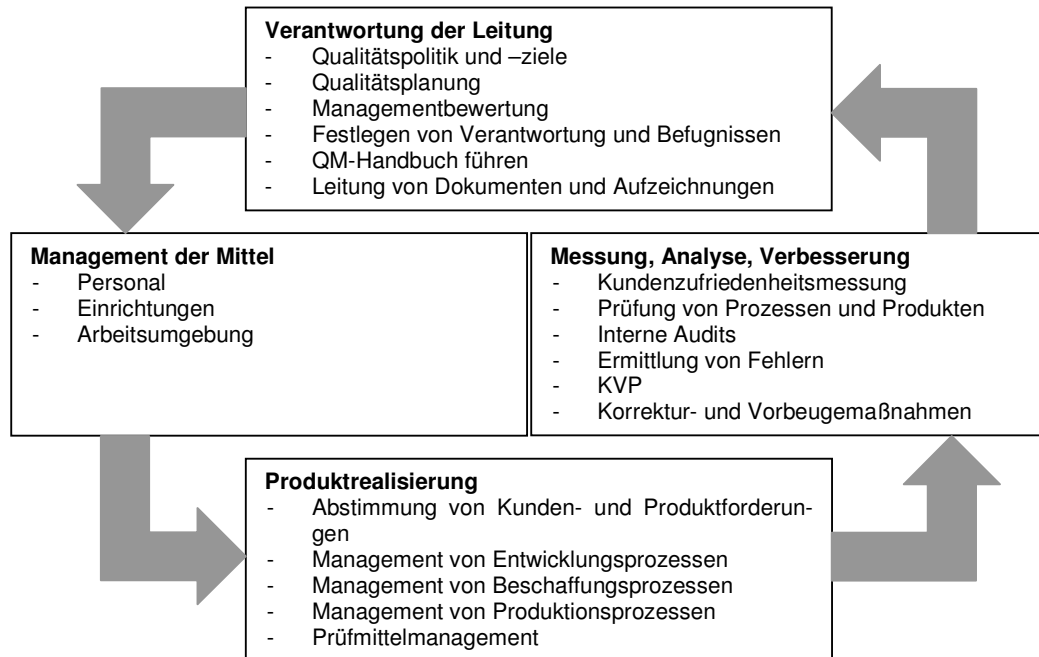 Verantwortung der Leitung
- Qualitätspolitik und –ziele
- Qualitätsplanung
- Managementbewertung
- Festlegen von Verantwortung und Befugnissen
- QM-Handbuch führen
- Leitung von Dokumenten und Aufzeichnungen
Management der Mittel
- Personal
- Einrichtungen
- Arbeitsumgebung
Messung, Analyse, Verbesserung
- Kundenzufriedenheitsmessung
- Prüfung von Prozessen und Produkten
- Interne Audits
- Ermittlung von Fehlern
- KVP
- Korrektur- und Vorbeugemaßnahmen
Produktrealisierung
- Abstimmung von Kunden- und Produktforderun-
gen
- Management von Entwicklungsprozessen
- Management von Beschaffungsprozessen
- Management von Produktionsprozessen
- Prüfmittelmanagement